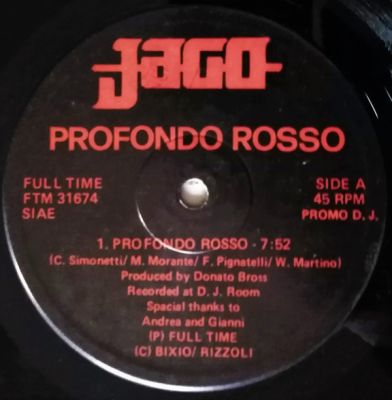 JAGO
PROFONDO ROSSO
FULL TIME
FTM 31674
SIAE
SIDE A
45 RPM
PROMO D. J.
1. PROFONDO ROSSO - 7:52
(C. Simonetti/ M. Morante/ F. Pignatelli/ W. Martino)
Produced by Donato Bross
Recorded at D. J. Room
Spacial thanks to
Andrea and Gianni
(P) FULL TIME
(C) BIXIO/ RIZZOLI